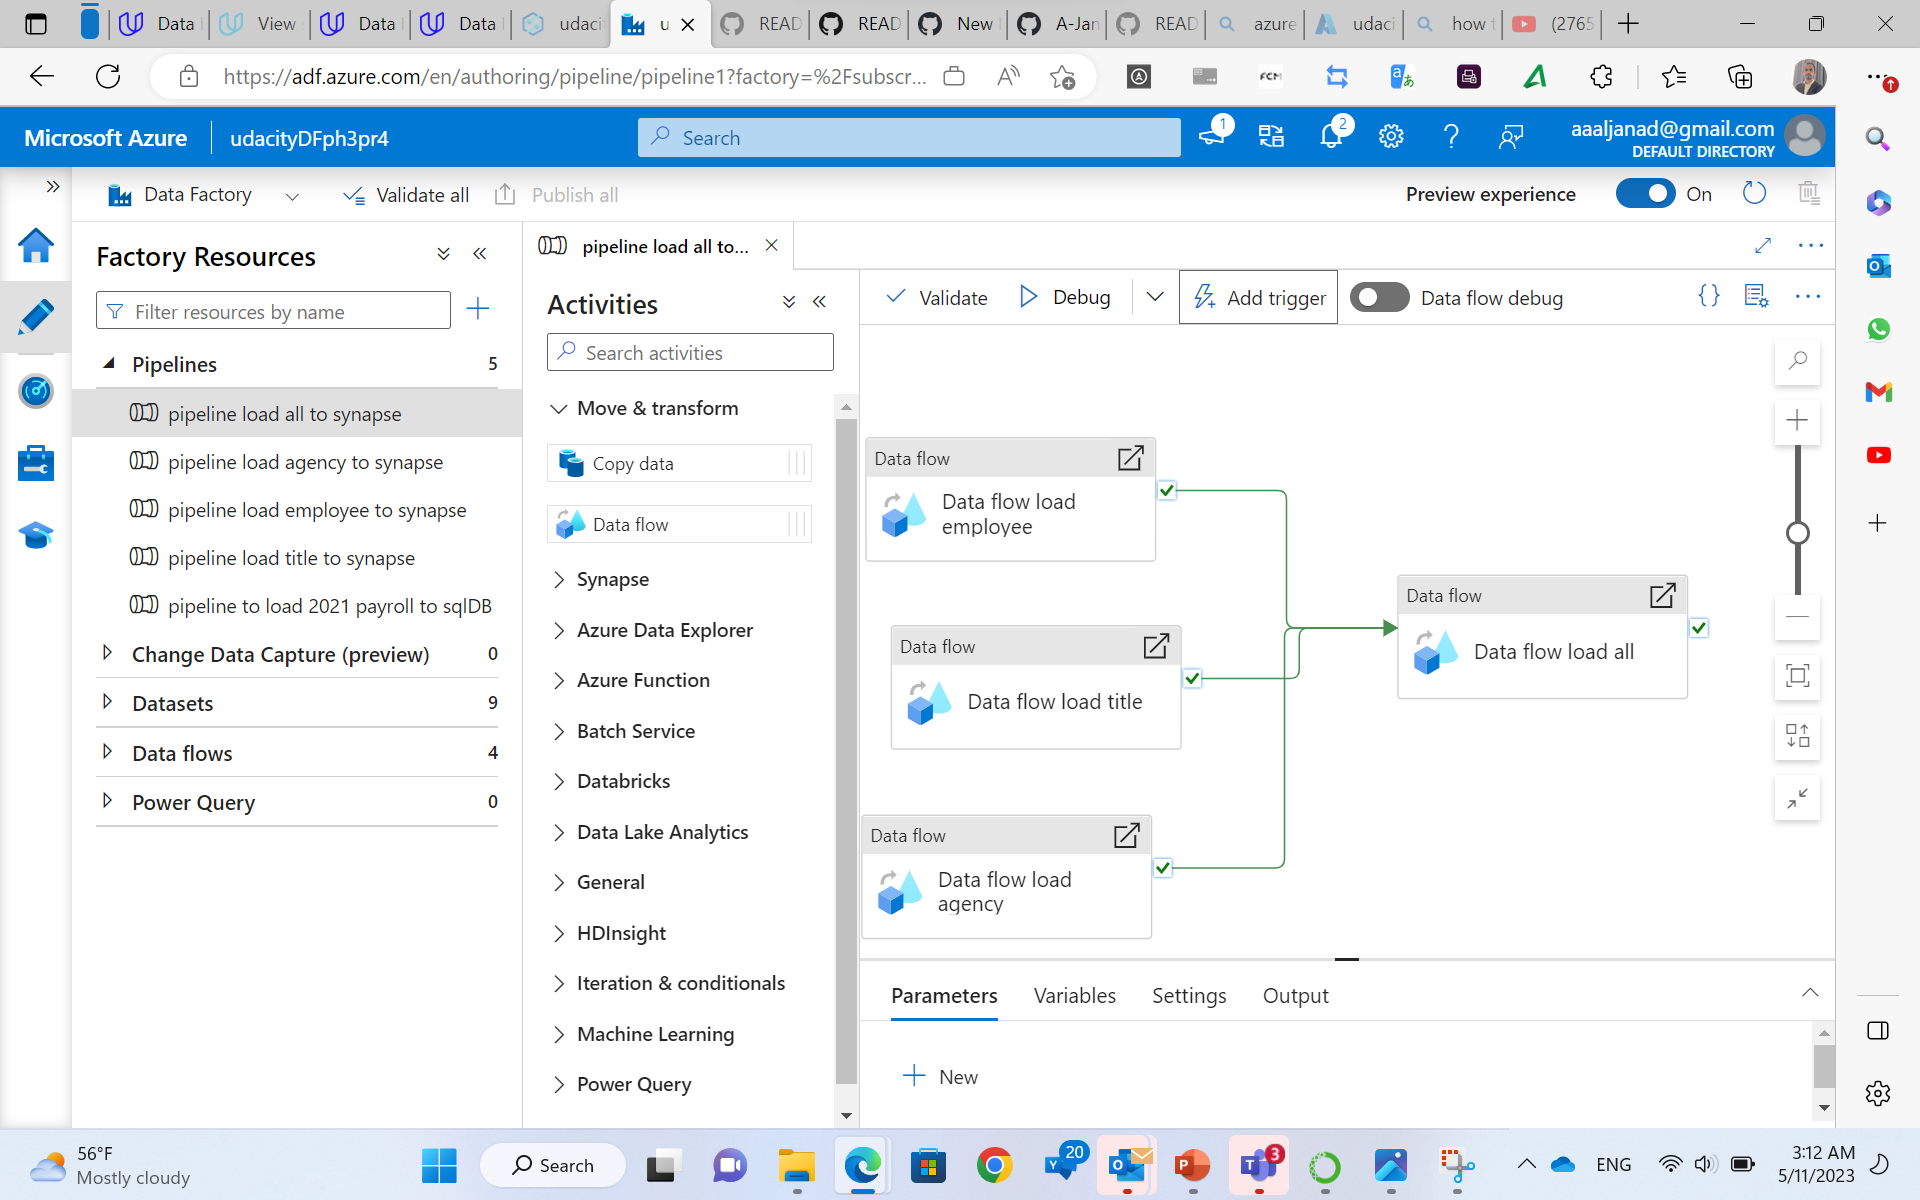 Data
View
Data
Data
udaci
u
READ
READ
New
A-Jan
READ
azure
udaci
how t
(2765
https://adf.azure.com/en/authoring/pipeline/pipeline1?factory=%2Fsubscr...
FCM
Microsoft Azure
udacityDFph3pr4
Search
1
2
aaaljanad@gmail.com
DEFAULT DIRECTORY
Data Factory
Validate all
Publish all
Preview experience
On
Factory Resources
Filter resources by name
Pipelines 5
pipeline load all to synapse
pipeline load agency to synapse
pipeline load employee to synapse
pipeline load title to synapse
pipeline to load 2021 payroll to sqlDB
Change Data Capture (preview) 0
Datasets 9
Data flows 4
Power Query 0
pipeline load all to...
Activities
Search activities
Move & transform
Copy data
Data flow
Synapse
Azure Data Explorer
Azure Function
Batch Service
Databricks
Data Lake Analytics
General
HDInsight
Iteration & conditionals
Machine Learning
Power Query
Validate
Debug
Add trigger
Data flow debug
Data flow
Data flow load
employee
Data flow
Data flow load title
Data flow
Data flow load
agency
Data flow
Data flow load all
Parameters
Variables
Settings
Output
New
56°F
Mostly cloudy
Search
20
3
ENG
3:12 AM
5/11/2023